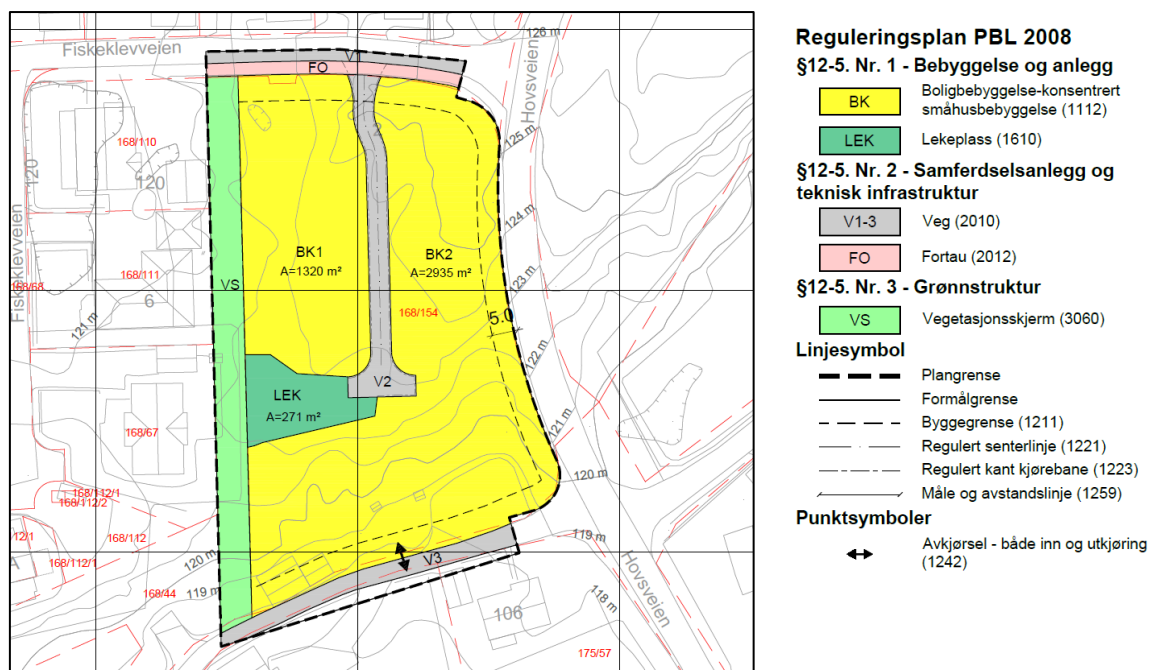 Fiskeklevveien
V1
FO
Hovsveien
126 m
125 m
168/110
120
120
2
124 m
BK1
A=1320 m²
BK2
A=2935 m²
168/111
6
VS
123 m
168/68
Fiskeklevveien
121 m
168/154
5.0
122 m
V2
LEK
A=271 m²
121 m
168/67
120 m
168/112/1
168/112/2
119 m
12/1
168/112
A
168/112/1
120 m
V3
Hovsveien
168/44
119 m
118 m
106
175/57
Reguleringsplan PBL 2008
§12-5. Nr. 1 - Bebyggelse og anlegg
BK
Boligbebyggelse-konsentrert
småhusbebyggelse (1112)
LEK
Lekeplass (1610)
§12-5. Nr. 2 - Samferdselsanlegg og
teknisk infrastruktur
V1-3
Veg (2010)
FO
Fortau (2012)
§12-5. Nr. 3 - Grønnstruktur
VS
Vegetasjonsskjerm (3060)
Linjesymbol
Plangrense
Formålgrense
Byggegrense (1211)
Regulert senterlinje (1221)
Regulert kant kjørebane (1223)
Måle og avstandslinje (1259)
Punktsymboler
Avkjørsel - både inn og utkjøring
(1242)